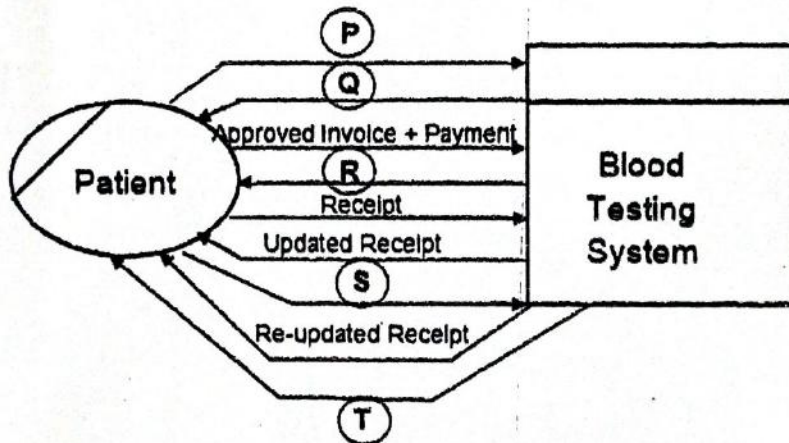 P
Q
Approved Invoice + Payment
R
Receipt
Updated Receipt
S
Re-updated Receipt
T
Patient
Blood
Testing
System